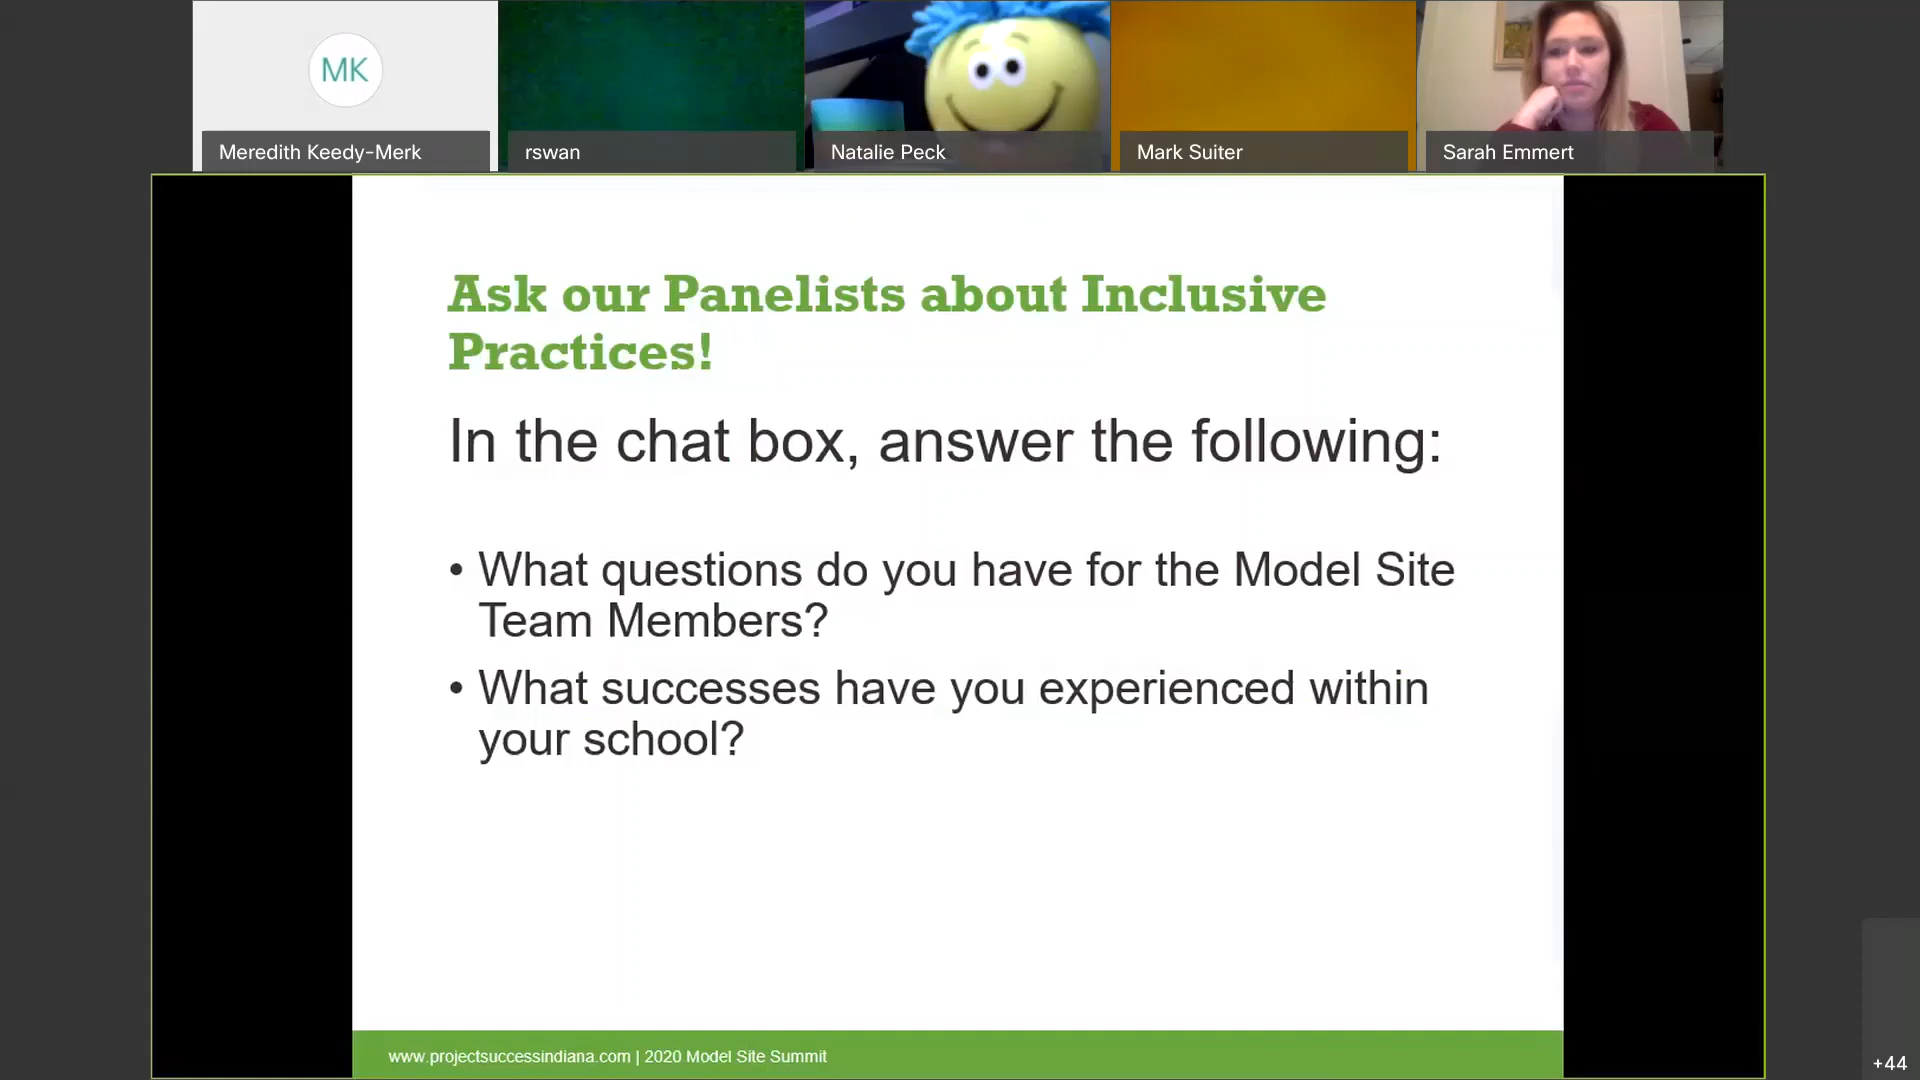 MK
Meredith Keedy-Merk
rswan
Natalie Peck
Mark Suiter
Sarah Emmert
Ask our Panelists about Inclusive
Practices!
In the chat box, answer the following:
• What questions do you have for the Model Site
Team Members?
• What successes have you experienced within
your school?
www.projectsuccessindiana.com | 2020 Model Site Summit
+44